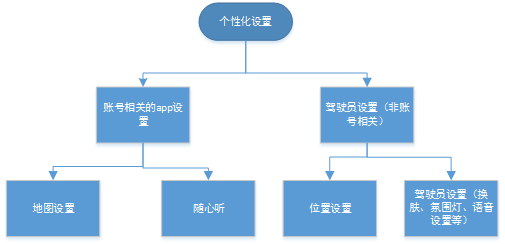 个性化设置
账号相关的app设
置
驾驶员设置（非账
号相关）
地图设置
随心听
位置设置
驾驶员设置（换
肤、氛围灯、语音
设置等）